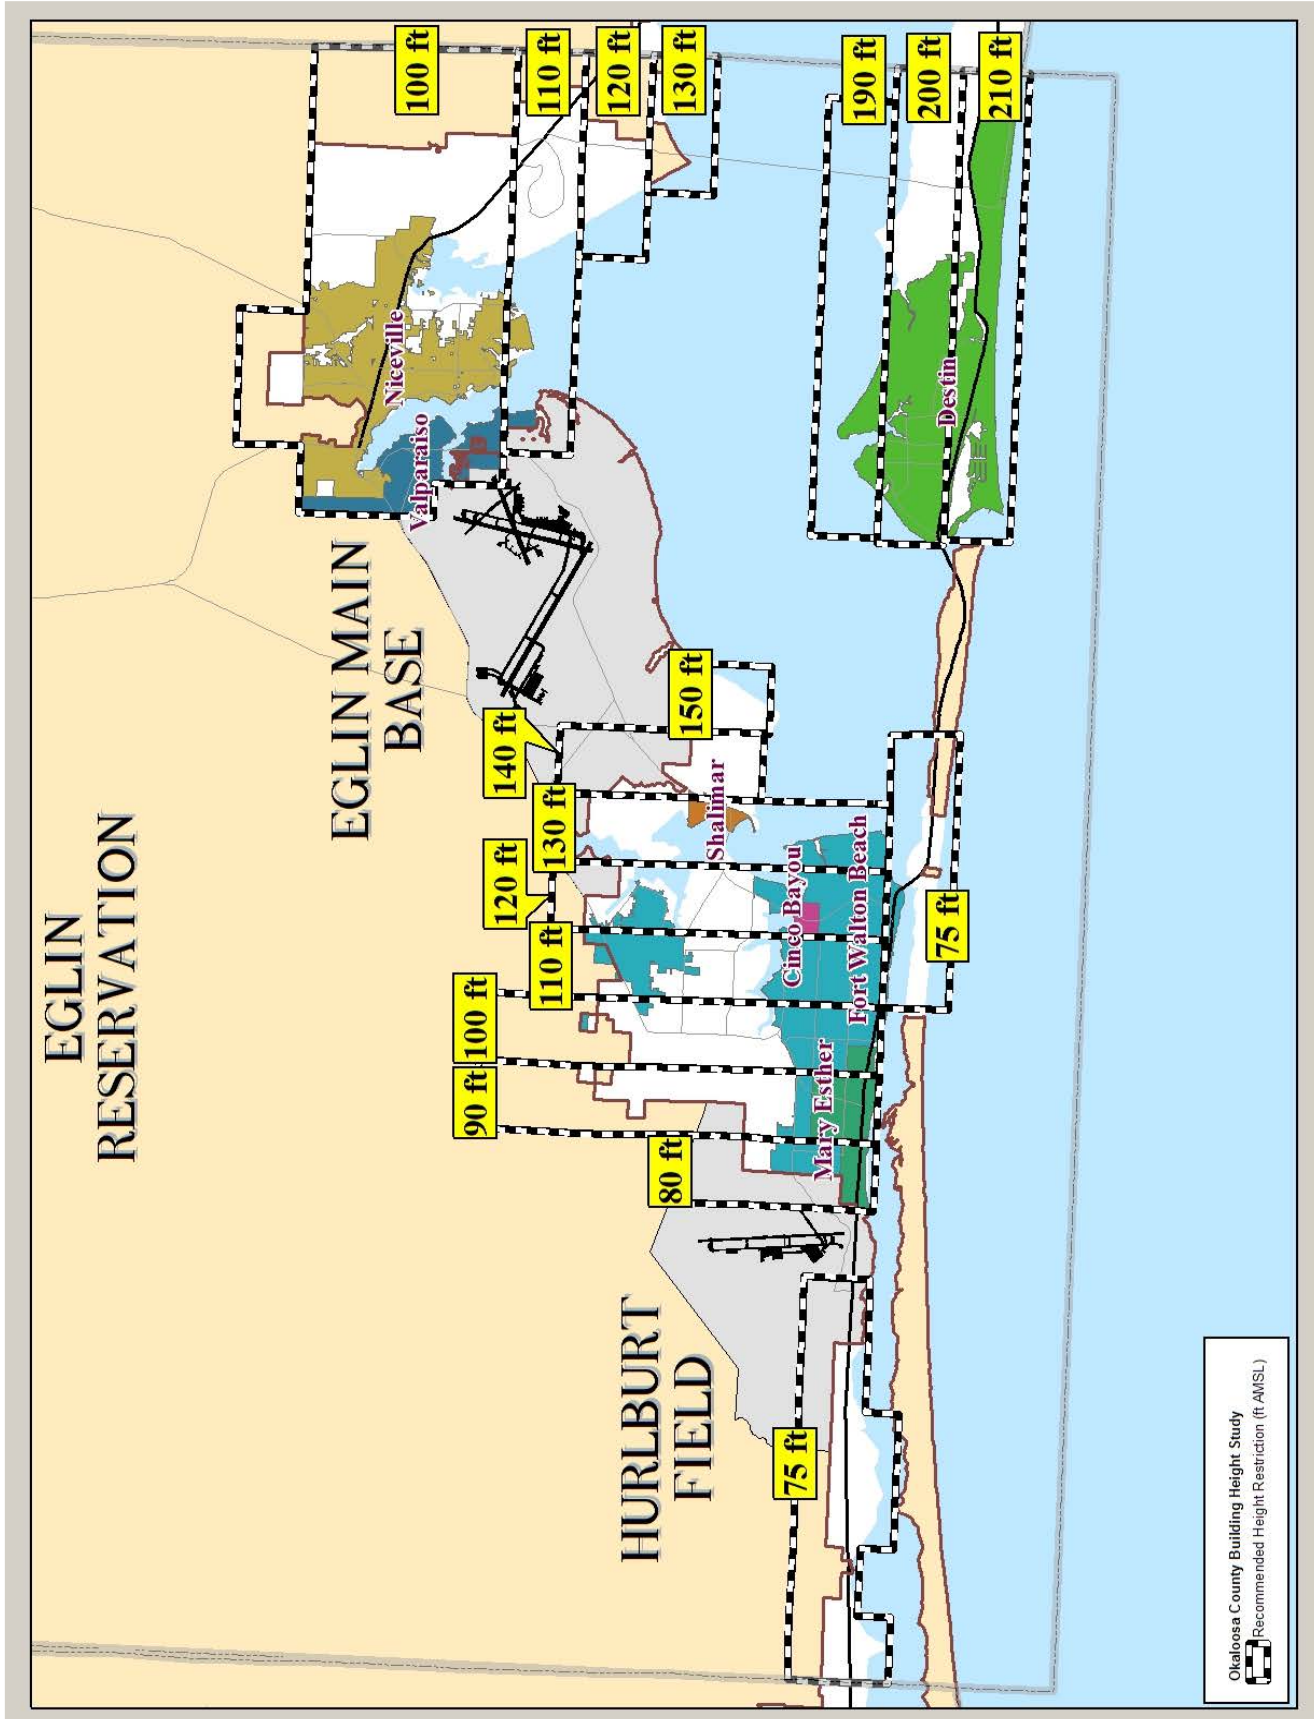 EGLIN
RESERVATION
EGLIN MAIN
BASE
HURLBURT
FIELD
100 ft
110 ft
120 ft
130 ft
190 ft
200 ft
210 ft
Niceville
Valparaiso
Destin
150 ft
140 ft
130 ft
120 ft
110 ft
100 ft
90 ft
80 ft
75 ft
75 ft
Shalimar
Cinco Bayou
Fort Walton Beach
Mary Esther
Okaloosa County Building Height Study
Recommended Height Restriction (ft AMSL)